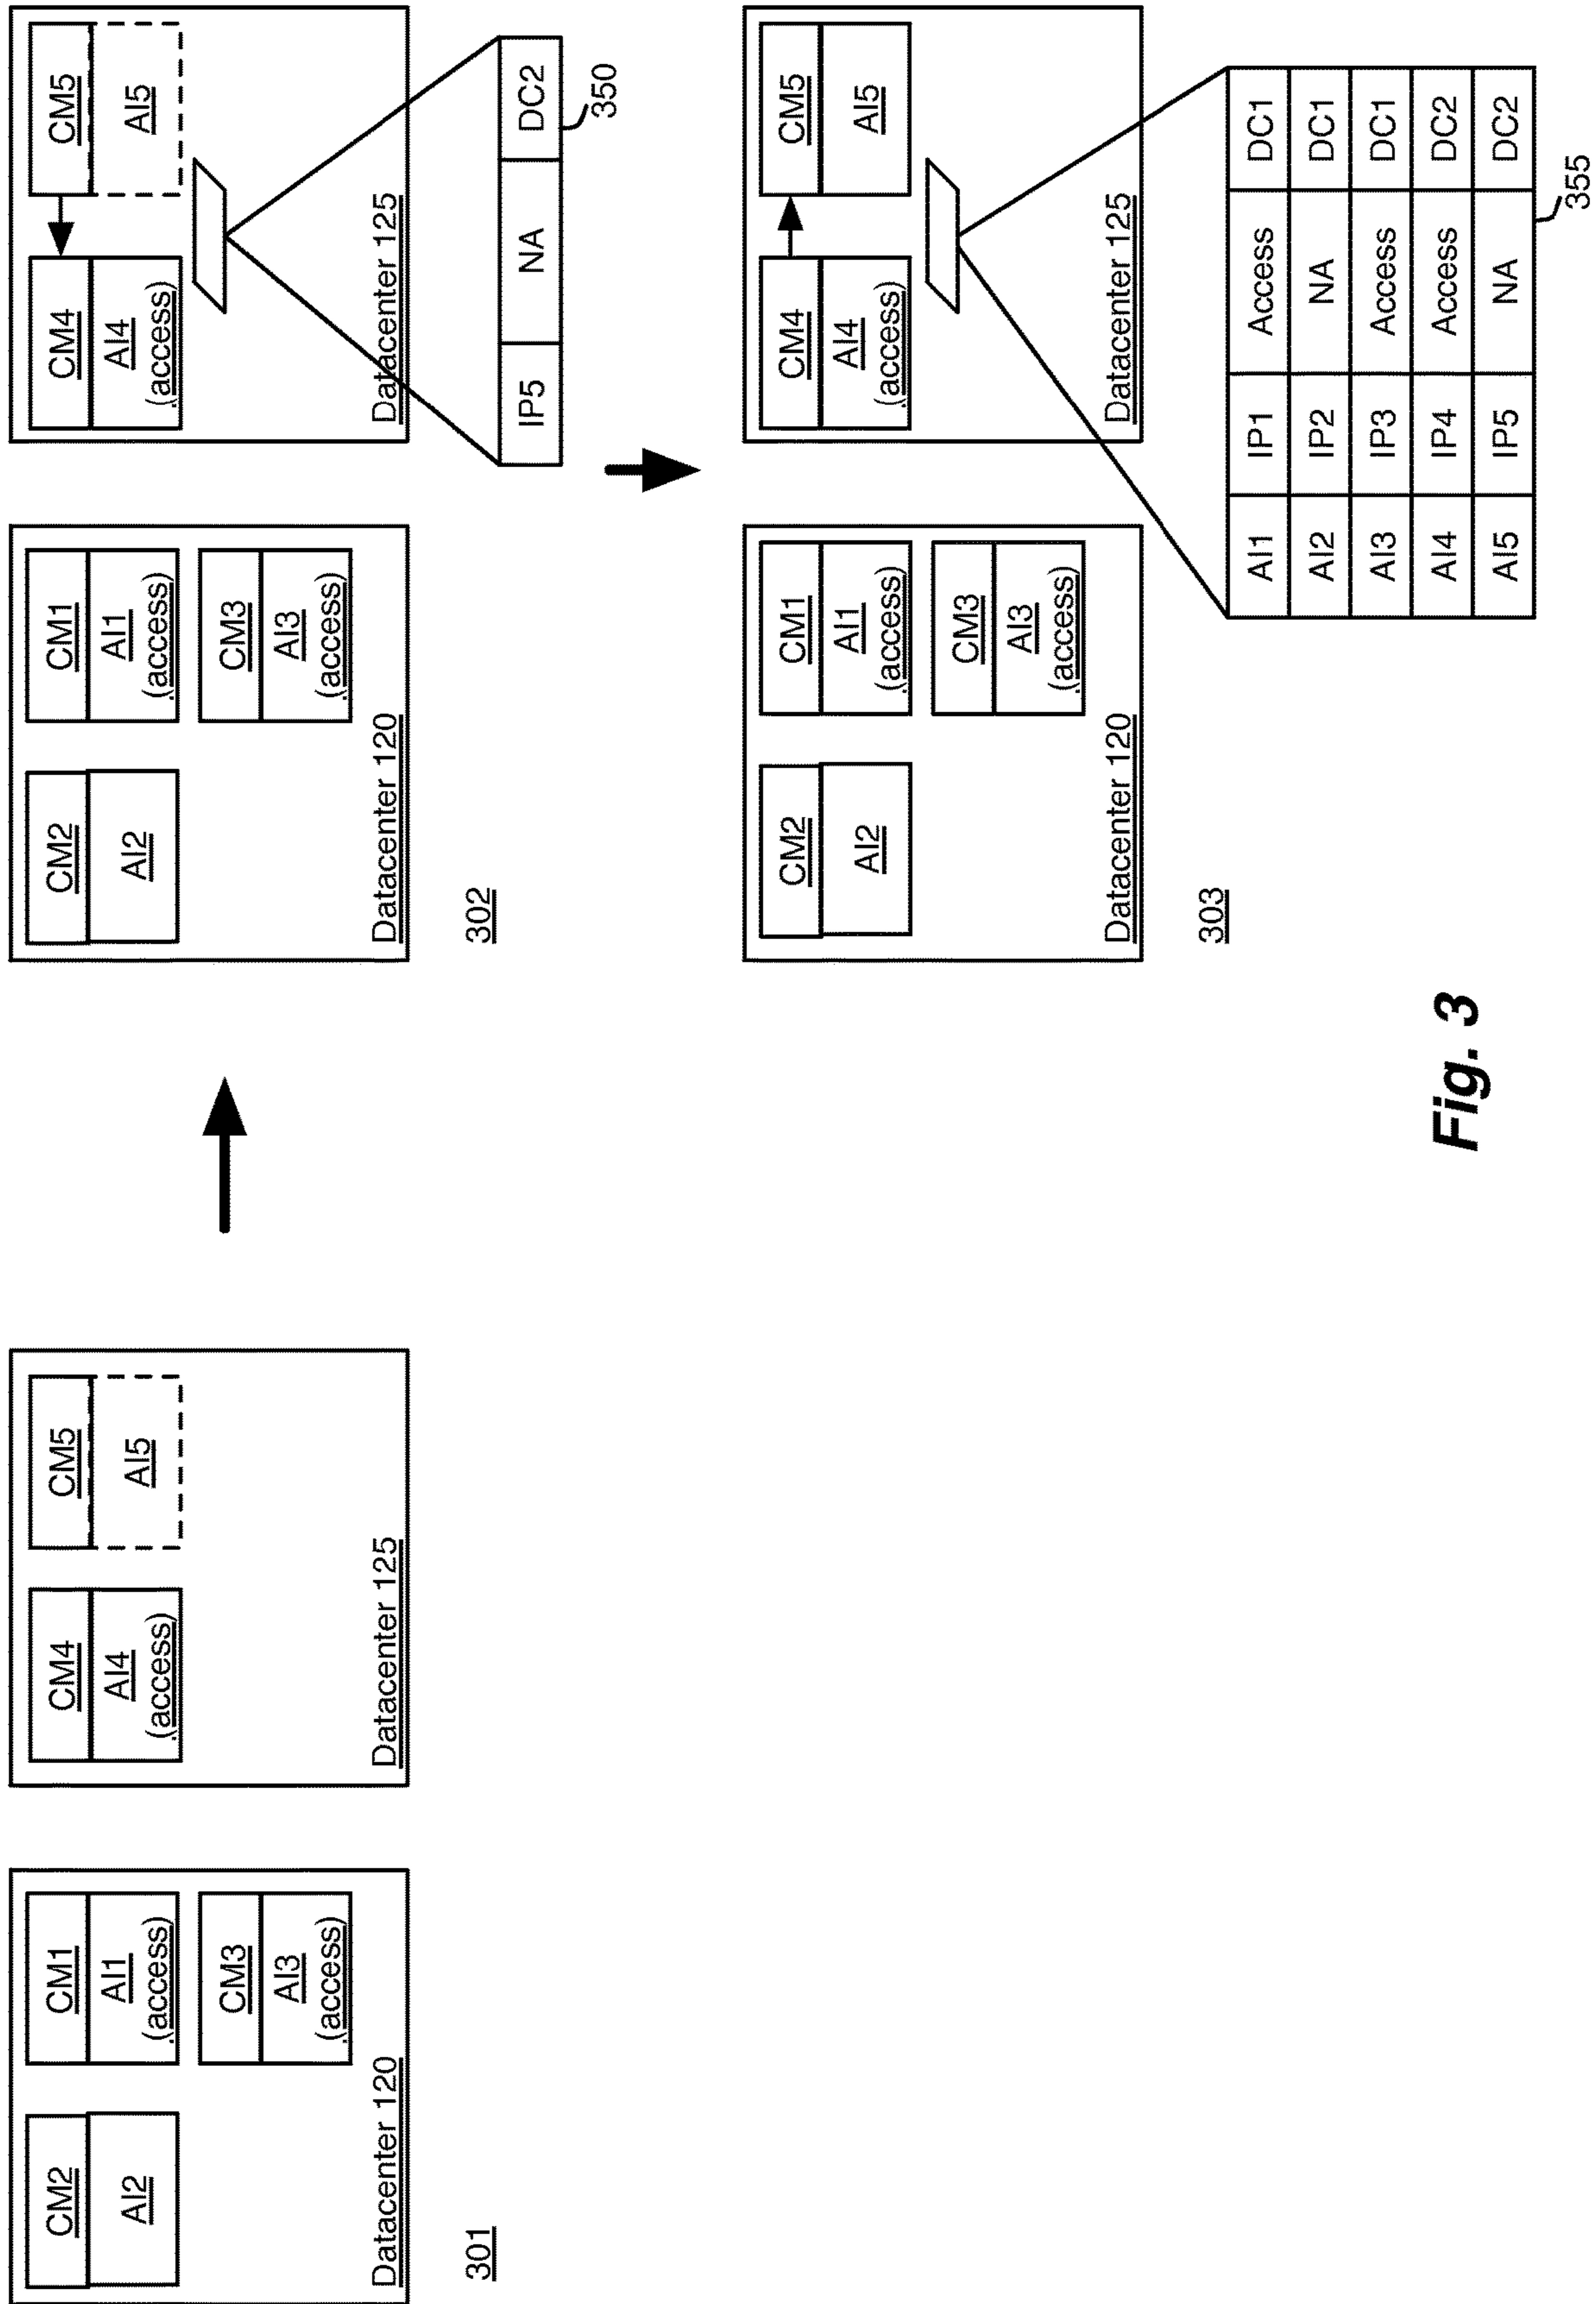 CM2
AI2
CM1
AI1
(access)
CM3
AI3
(access)
Datacenter 120
CM4
AI4
(access)
CM5
AI5
Datacenter 125
301
CM2
AI2
CM1
AI1
(access)
CM3
AI3
(access)
Datacenter 120
CM4
AI4
(access)
CM5
AI5
Datacenter 125
IP5 NA DC2
350
302
CM2
AI2
CM1
AI1
(access)
CM3
AI3
(access)
Datacenter 120
CM4
AI4
(access)
CM5
AI5
Datacenter 125
303
AI1 IP1 Access DC1
AI2 IP2 NA DC1
AI3 IP3 Access DC1
AI4 IP4 Access DC2
AI5 IP5 NA DC2
355
Fig. 3